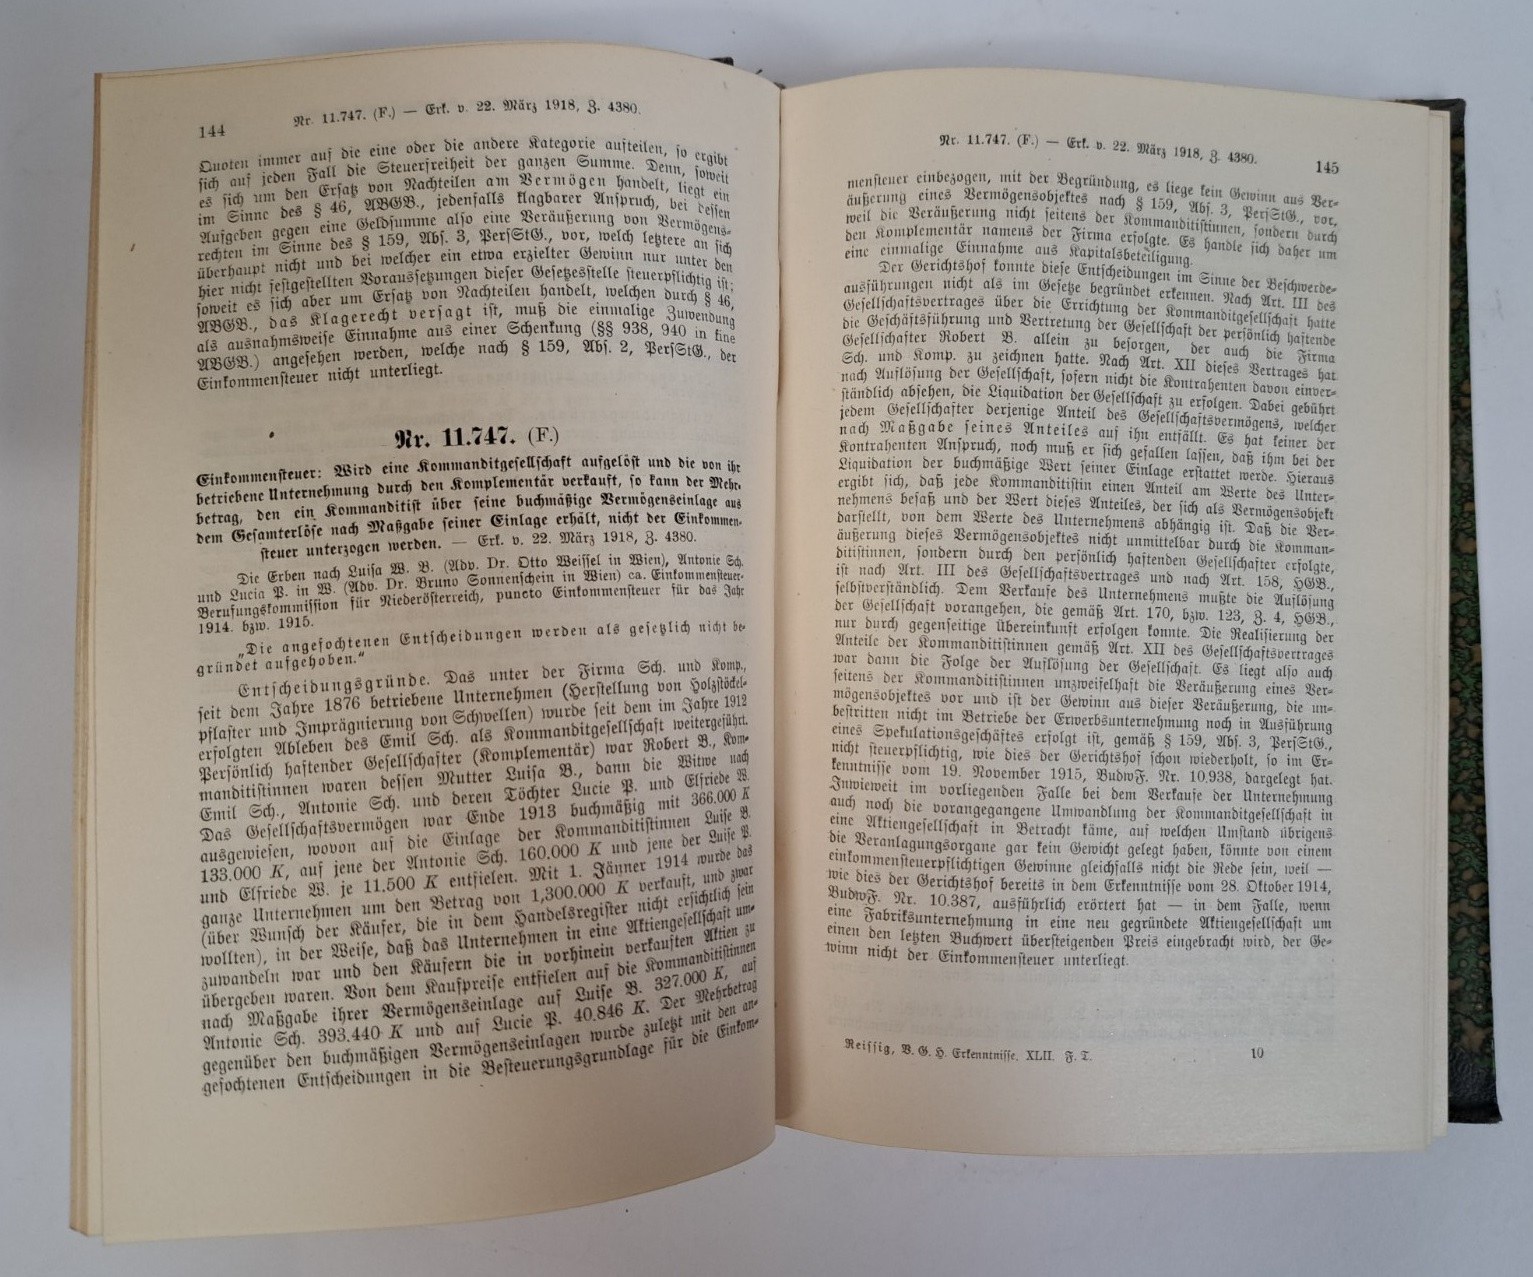 144
Nr. 11.747. (F.) — Erk. v. 22. März 1918, Z. 4380.
Quoten immer auf die eine oder die andere Kategorie aufteilen, so ergibt
sich auf jeden Fall die Steuerfreiheit der ganzen Summe. Denn, soweit
es sich um den Ersatz von Nachteilen am Vermögen handelt, liegt ein
im Sinne des § 46, ABGB., jedenfalls klagbarer Anspruch, bei dessen
Aufgeben gegen eine Geldsumme also eine Veräußerung von Vermögens-
rechten im Sinne des § 159, Abs. 3, PersStG., vor, welch letztere an sich
überhaupt nicht und bei welcher ein etwa erzielter Gewinn nur unter den
hier nicht festgestellten Voraussetzungen dieser Gesetzesstelle steuerpflichtig ist;
soweit es sich aber um Ersatz von Nachteilen handelt, welchen durch § 46,
ABGB., das Klagerecht versagt ist, muß die einmalige Zuwendung
als ausnahmsweise Einnahme aus einer Schenkung (§§ 938, 940 in fine
ABGB.) angesehen werden, welche nach § 159, Abs. 2, PersStG., der
Einkommensteuer nicht unterliegt.
Nr. 11.747. (F.)
Einkommensteuer: Wird eine Kommanditgesellschaft aufgelöst und die von ihr
betriebene Unternehmung durch den Komplementär verkauft, so kann der Mehr-
betrag, den ein Kommanditist über seine buchmäßige Vermögenseinlage aus
dem Gesamterlöse nach Maßgabe seiner Einlage erhält, nicht der Einkommen-
steuer unterzogen werden. — Erk. v. 22. März 1918, Z. 4380.
Die Erben nach Luisa W. B. (Adv. Dr. Otto Weissel in Wien), Antonie Sch.
und Lucia P. in W. (Adv. Dr. Bruno Sonnenschein in Wien) ca. Einkommensteuer-
Berufungskommission für Niederösterreich, puncto Einkommensteuer für das Jahr
1914. bzw. 1915.
„Die angefochtenen Entscheidungen werden als gesetzlich nicht be-
gründet aufgehoben.“
Entscheidungsgründe. Das unter der Firma Sch. und Komp.,
seit dem Jahre 1876 betriebene Unternehmen (Herstellung von Holzstöckel-
pflaster und Imprägnierung von Schwellen) wurde seit dem im Jahre 1912
erfolgten Ableben des Emil Sch. als Kommanditgesellschaft weitergeführt.
Persönlich haftender Gesellschafter (Komplementär) war Robert B., Kom-
manditistinnen waren dessen Mutter Luisa B., dann die Witwe nach
Emil Sch., Antonie Sch. und deren Töchter Lucie P. und Elfriede W.
Das Gesellschaftsvermögen war Ende 1913 buchmäßig mit 366.000 K
ausgewiesen, wovon auf die Einlage der Kommanditistinnen Luise B.
133.000 K, auf jene der Antonie Sch. 160.000 K und jene der Luise P.
und Elfriede W. je 11.500 K entfielen. Mit 1. Jänner 1914 wurde das
ganze Unternehmen um den Betrag von 1,300.000 K verkauft, und zwar
(über Wunsch der Käufer, die in dem Handelsregister nicht ersichtlich sein
wollten), in der Weise, daß das Unternehmen in eine Aktiengesellschaft um-
zuwandeln war und den Käufern die in vorhinein verkauften Aktien zu
übergeben waren. Von dem Kaufpreise entfielen auf die Kommanditistinnen
nach Maßgabe ihrer Vermögenseinlage auf Luise B. 327.000 K, auf
Antonie Sch. 393.440 K und auf Lucie P. 40.846 K. Der Mehrbetrag
gegenüber den buchmäßigen Vermögenseinlagen wurde zuletzt mit den an-
gefochtenen Entscheidungen in die Besteuerungsgrundlage für die Einkom-
Nr. 11.747. (F.) — Erk. v. 22. März 1918, Z. 4380.
145
mensteuer einbezogen, mit der Begründung, es liege kein Gewinn aus Ver-
äußerung eines Vermögensobjektes nach § 159, Abs. 3, PersStG., vor,
weil die Veräußerung nicht seitens der Kommanditistinnen, sondern durch
den Komplementär namens der Firma erfolgte. Es handle sich daher um
eine einmalige Einnahme aus Kapitalsbeteiligung.
Der Gerichtshof konnte diese Entscheidungen im Sinne der Beschwerde-
ausführungen nicht als im Gesetze begründet erkennen. Nach Art. III des
Gesellschaftsvertrages über die Errichtung der Kommanditgesellschaft hatte
die Geschäftsführung und Vertretung der Gesellschaft der persönlich haftende
Gesellschafter Robert B. allein zu besorgen, der auch die Firma
Sch. und Komp. zu zeichnen hatte. Nach Art. XII dieses Vertrages hat
nach Auflösung der Gesellschaft, sofern nicht die Kontrahenten davon einver-
ständlich absehen, die Liquidation der Gesellschaft zu erfolgen. Dabei gebührt
jedem Gesellschafter derjenige Anteil des Gesellschaftsvermögens, welcher
nach Maßgabe seines Anteiles auf ihn entfällt. Es hat keiner der
Kontrahenten Anspruch, noch muß er sich gefallen lassen, daß ihm bei der
Liquidation der buchmäßige Wert seiner Einlage erstattet werde. Hieraus
ergibt sich, daß jede Kommanditistin einen Anteil am Werte des Unter-
nehmens besaß und der Wert dieses Anteiles, der sich als Vermögensobjekt
darstellt, von dem Werte des Unternehmens abhängig ist. Daß die Ver-
äußerung dieses Vermögensobjektes nicht unmittelbar durch die Komman-
ditistinnen, sondern durch den persönlich haftenden Gesellschafter erfolgte,
ist nach Art. III des Gesellschaftsvertrages und nach Art. 158, HGB.,
selbstverständlich. Dem Verkaufe des Unternehmens mußte die Auflösung
der Gesellschaft vorangehen, die gemäß Art. 170, bzw. 123, Z. 4, HGB.,
nur durch gegenseitige Übereinkunft erfolgen konnte. Die Realisierung der
Anteile der Kommanditistinnen gemäß Art. XII des Gesellschaftsvertrages
war dann die Folge der Auflösung der Gesellschaft. Es liegt also auch
seitens der Kommanditistinnen unzweifelhaft die Veräußerung eines Ver-
mögensobjektes vor und ist der Gewinn aus dieser Veräußerung, die un-
bestritten nicht im Betriebe der Erwerbsunternehmung noch in Ausführung
eines Spekulationsgeschäftes erfolgt ist, gemäß § 159, Abs. 3, PersStG.,
nicht steuerpflichtig, wie dies der Gerichtshof schon wiederholt, so im Er-
kenntnisse vom 19. November 1915, BudwF. Nr. 10.938, dargelegt hat.
Inwieweit im vorliegenden Falle bei dem Verkaufe der Unternehmung
auch noch die vorangegangene Umwandlung der Kommanditgesellschaft in
eine Aktiengesellschaft in Betracht käme, auf welchen Umstand übrigens
die Veranlagungsorgane gar kein Gewicht gelegt haben, könnte von einem
einkommensteuerpflichtigen Gewinne gleichfalls nicht die Rede sein, weil —
wie dies der Gerichtshof bereits in dem Erkenntnisse vom 28. Oktober 1914,
BudwF. Nr. 10.387, ausführlich erörtert hat — in dem Falle, wenn
eine Fabriksunternehmung in eine neu gegründete Aktiengesellschaft um
einen den letzten Buchwert übersteigenden Preis eingebracht wird, der Ge-
winn nicht der Einkommensteuer unterliegt.
Reissig, V. G. H. Erkenntnisse. XLII. F. T.
10